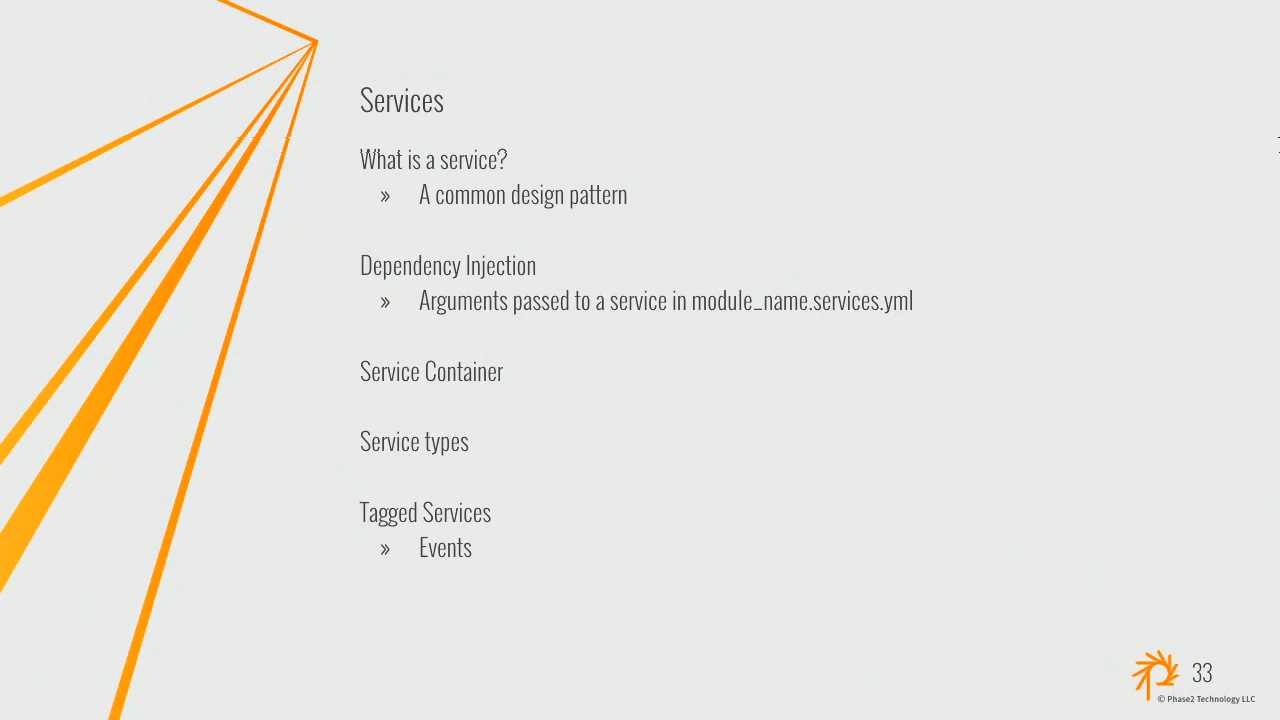 Services
What is a service?
» A common design pattern
Dependency Injection
» Arguments passed to a service in module_name.services.yml
Service Container
Service types
Tagged Services
» Events
33
© Phase2 Technology LLC